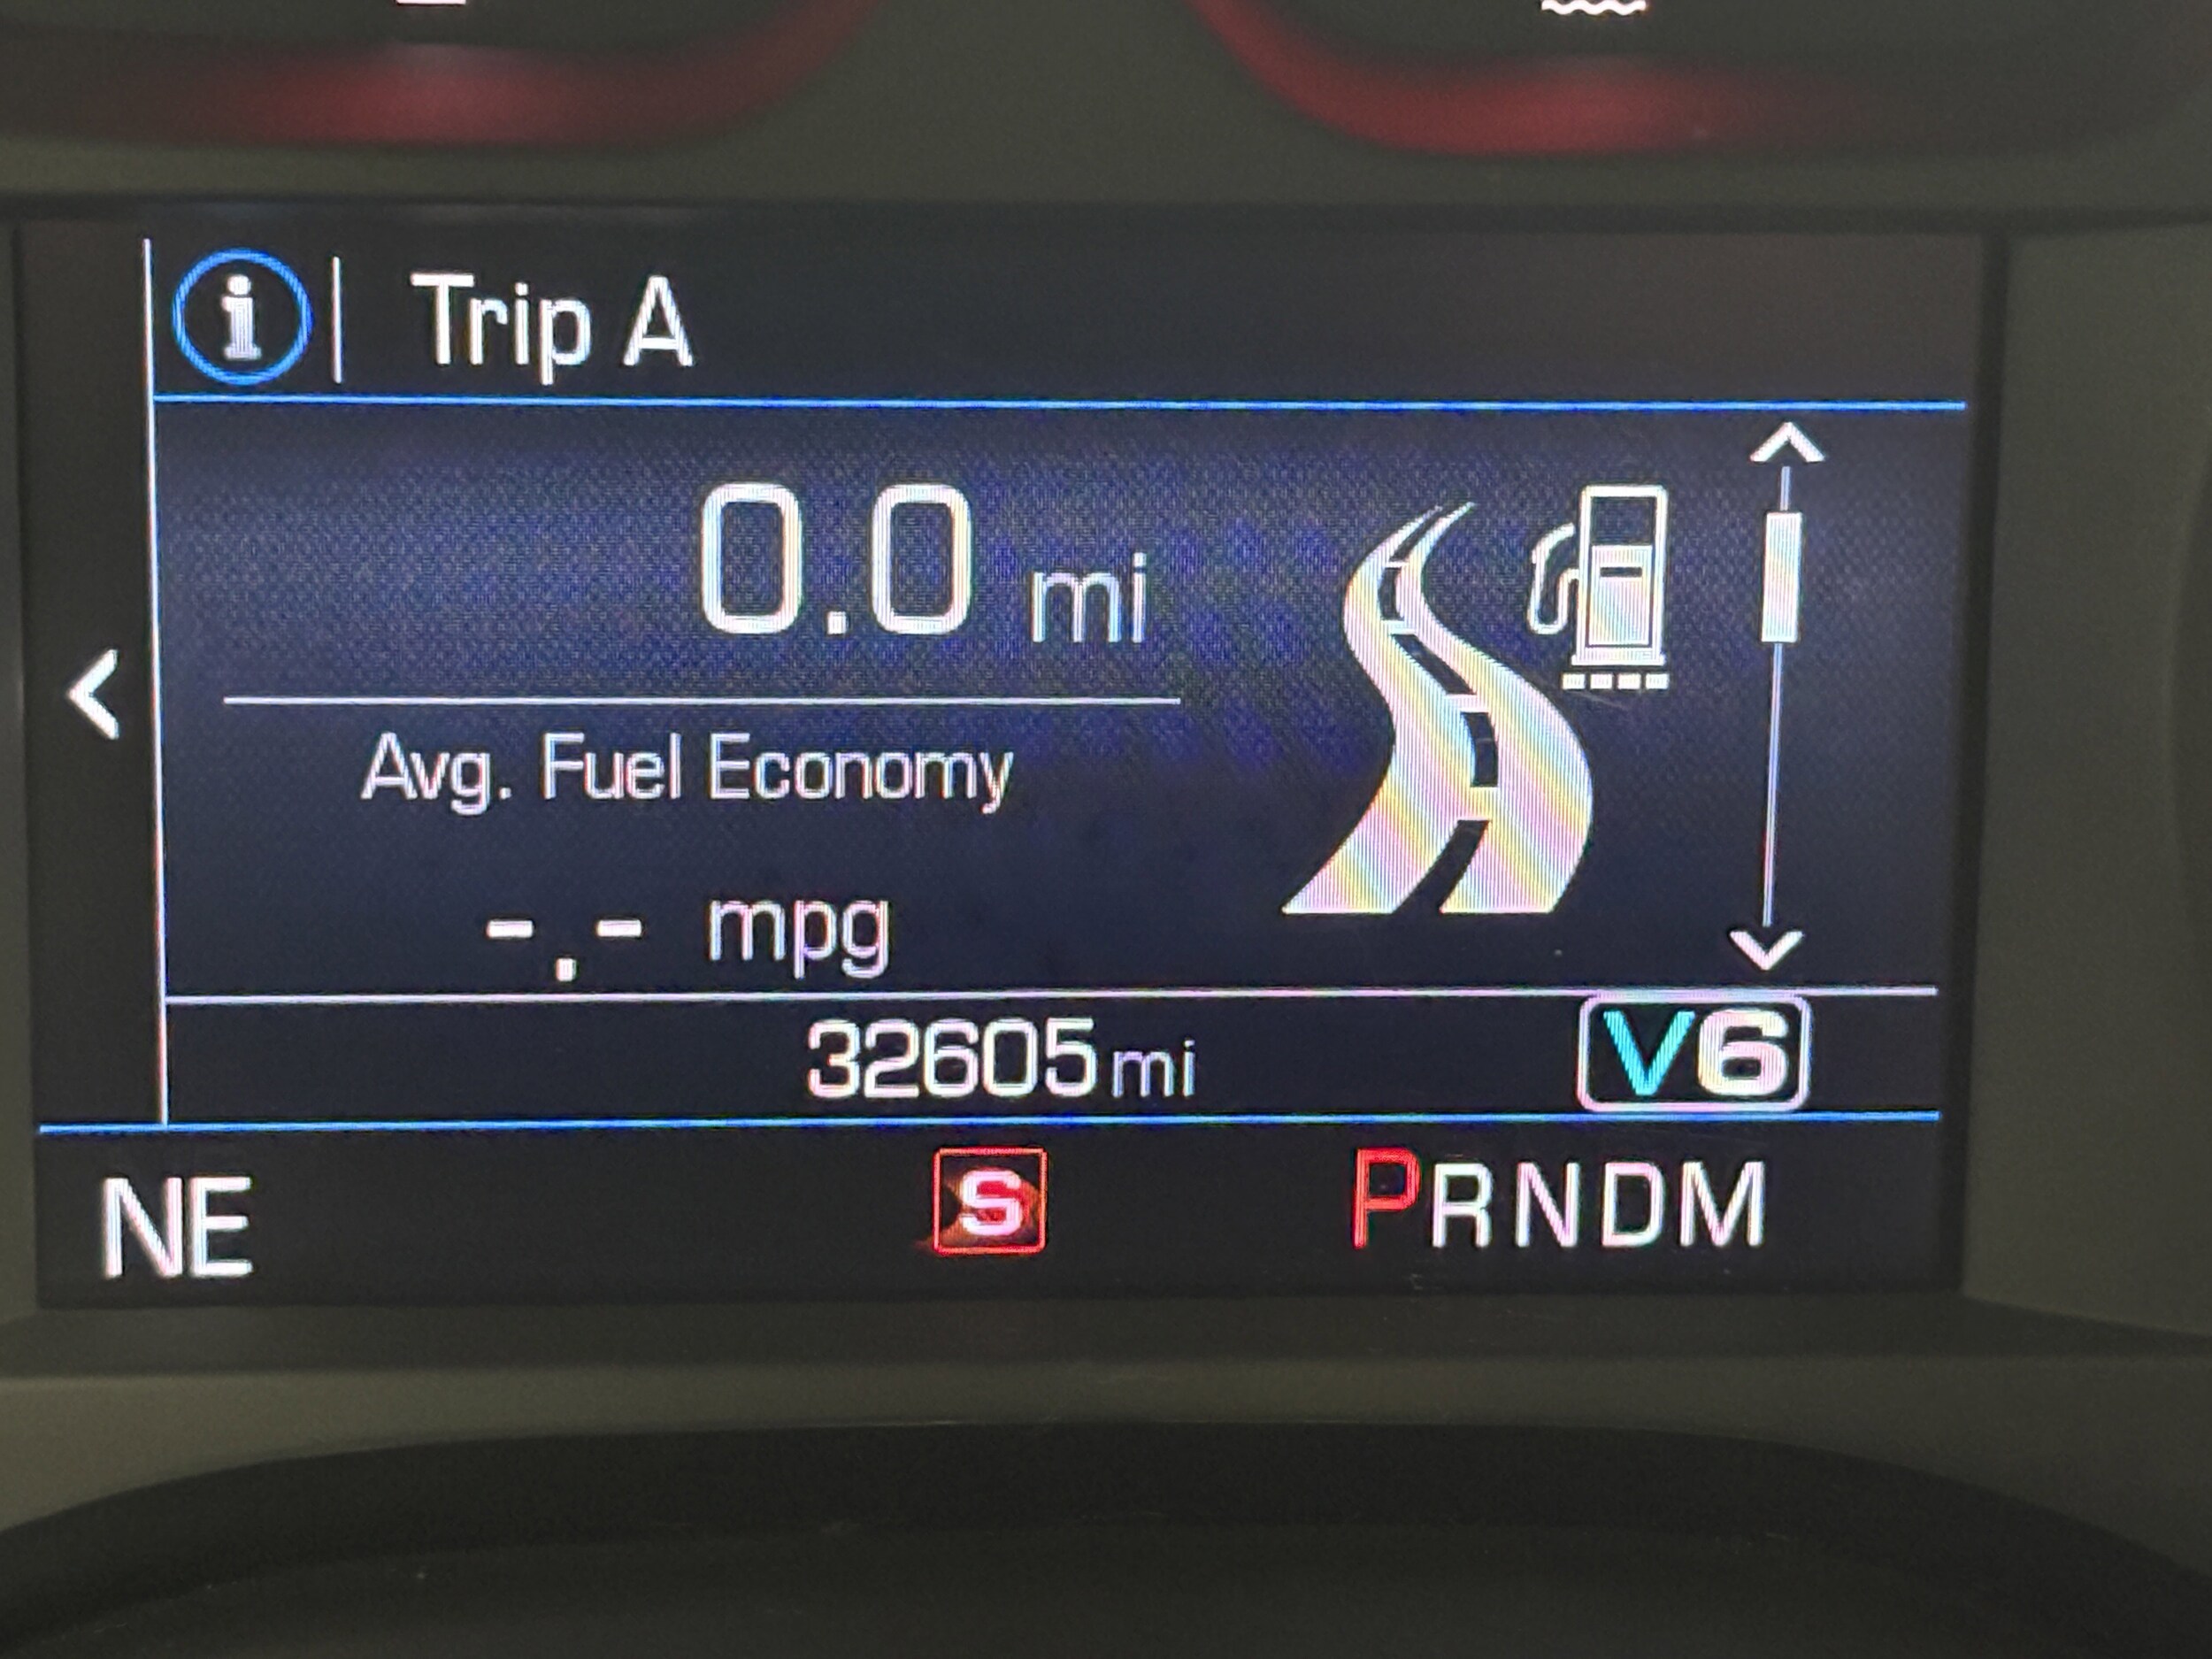 i Trip A
0.0 mi
Avg. Fuel Economy
-.- mpg
32605 mi V6
NE S PRNDM